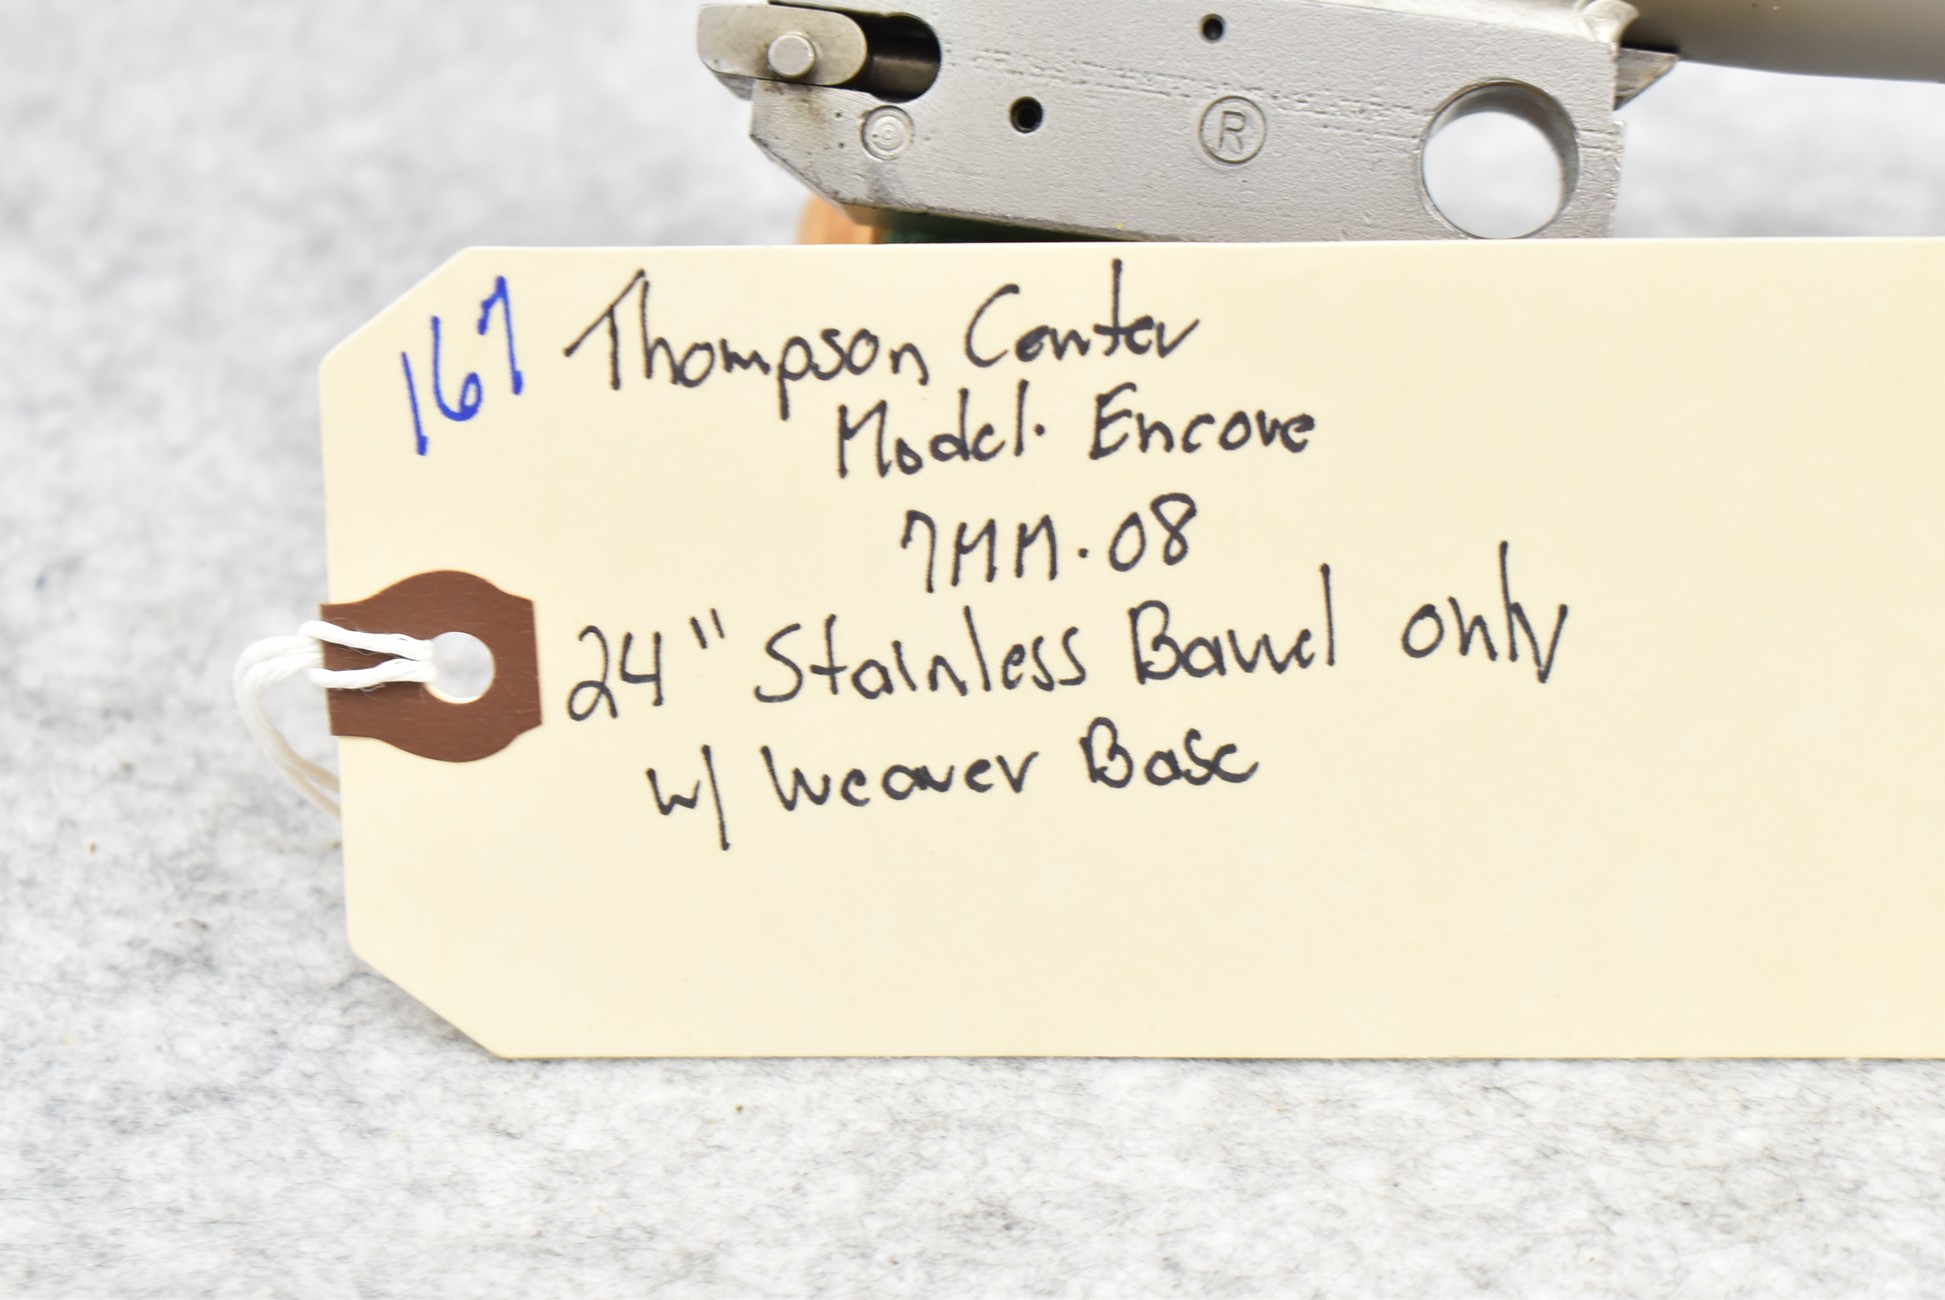 ®
167 Thompson Center
Model. Encore
7MM.08
24" Stainless Barrel only
w/ Weaver Base